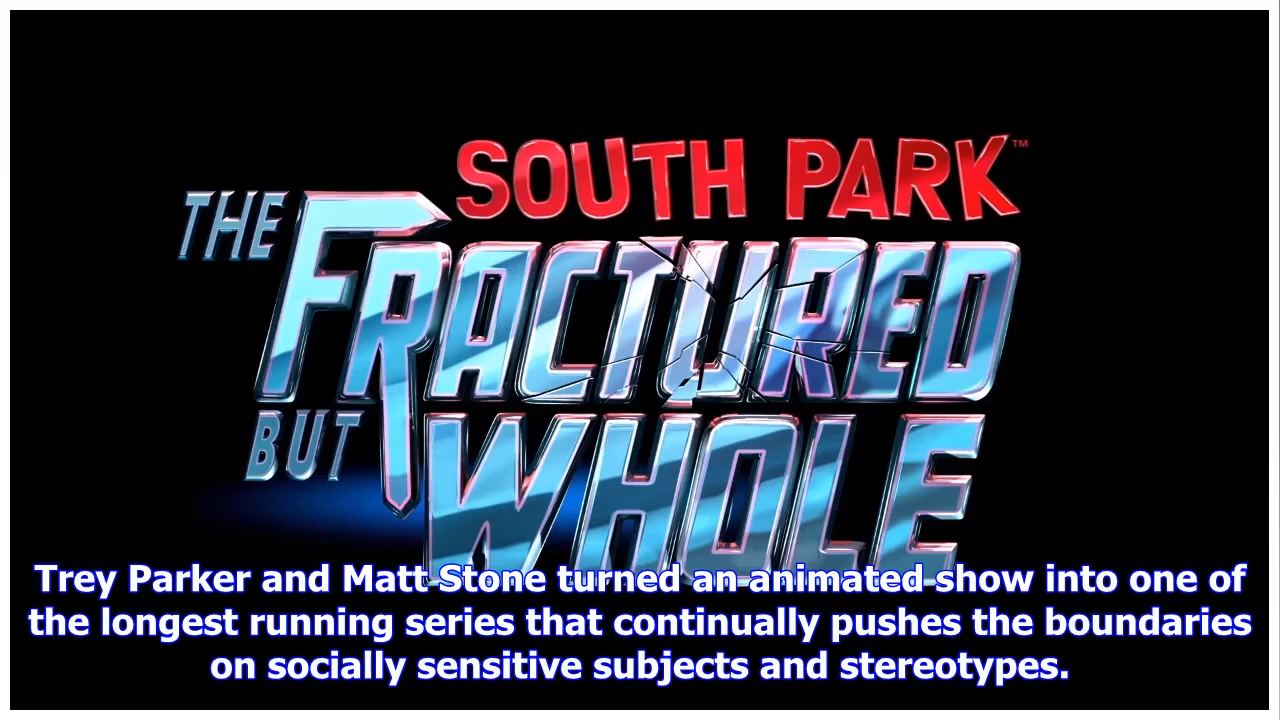 SOUTH PARK™
THE FRACTURED
BUT WHOLE
Trey Parker and Matt Stone turned an animated show into one of
the longest running series that continually pushes the boundaries
on socially sensitive subjects and stereotypes.